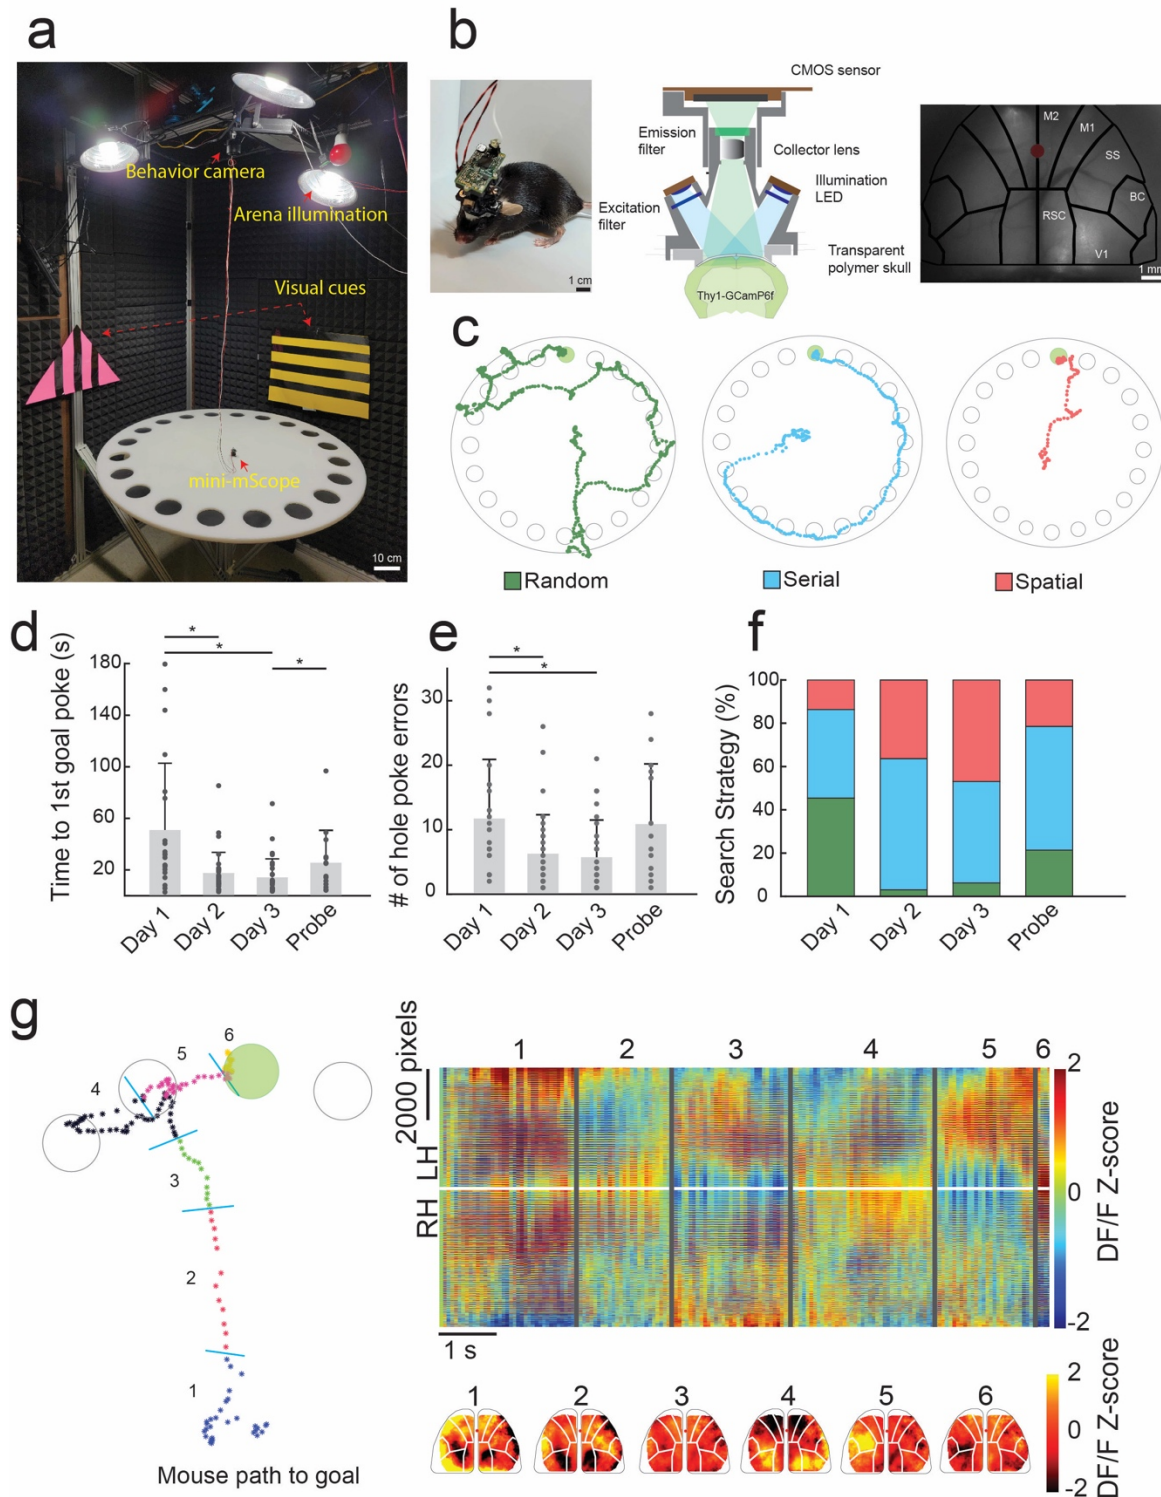 a
Behavior camera
Arena illumination
Visual cues
mini-mScope
10 cm
b
1 cm
CMOS sensor
Emission
filter
Collector lens
Illumination
LED
Excitation
filter
Transparent
polymer skull
Thy1-GCamP6f
M2
M1
SS
BC
RSC
V1
1 mm
c
Random
Serial
Spatial
d
Time to 1st goal poke (s)
180
140
100
60
20
Day 1
Day 2
Day 3
Probe
*
*
*
e
# of hole poke errors
30
20
10
0
Day 1
Day 2
Day 3
Probe
*
*
f
Search Strategy (%)
100
80
60
40
20
0
Day 1
Day 2
Day 3
Probe
g
1
2
3
4
5
6
Mouse path to goal
2000 pixels
LH
RH
1 2 3 4 5 6
1 s
2
0
-2
DF/F Z-score
1 2 3 4 5 6
2
0
-2
DF/F Z-score